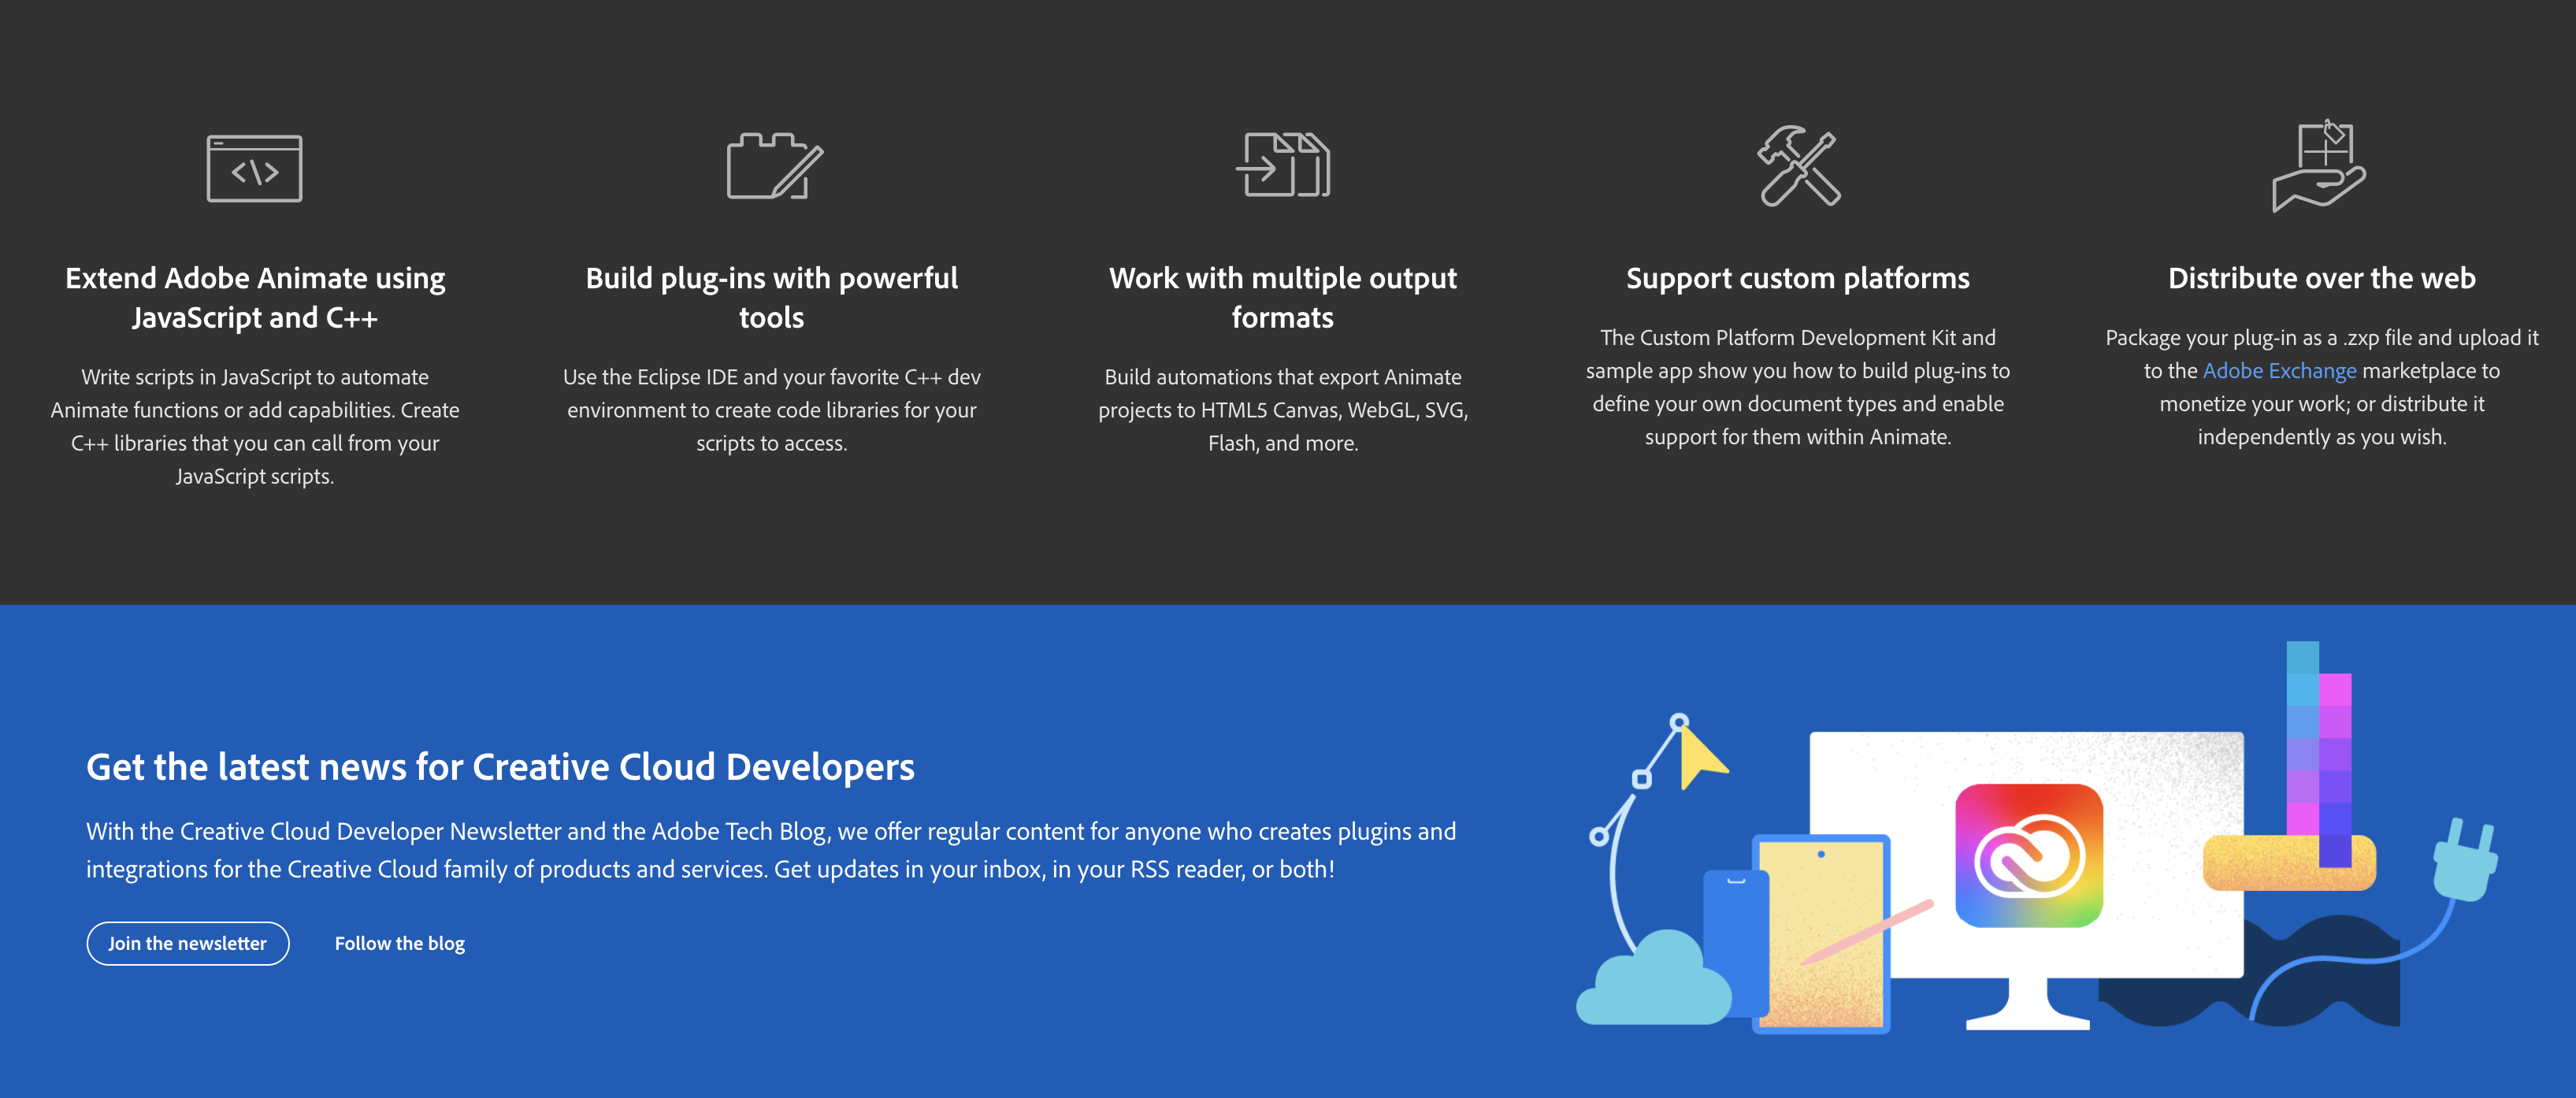 Extend Adobe Animate using
JavaScript and C++
Write scripts in JavaScript to automate
Animate functions or add capabilities. Create
C++ libraries that you can call from your
JavaScript scripts.
Build plug-ins with powerful
tools
Use the Eclipse IDE and your favorite C++ dev
environment to create code libraries for your
scripts to access.
Work with multiple output
formats
Build automations that export Animate
projects to HTML5 Canvas, WebGL, SVG,
Flash, and more.
Support custom platforms
The Custom Platform Development Kit and
sample app show you how to build plug-ins to
define your own document types and enable
support for them within Animate.
Distribute over the web
Package your plug-in as a .zxp file and upload it
to the Adobe Exchange marketplace to
monetize your work; or distribute it
independently as you wish.
Get the latest news for Creative Cloud Developers
With the Creative Cloud Developer Newsletter and the Adobe Tech Blog, we offer regular content for anyone who creates plugins and
integrations for the Creative Cloud family of products and services. Get updates in your inbox, in your RSS reader, or both!
Join the newsletter
Follow the blog